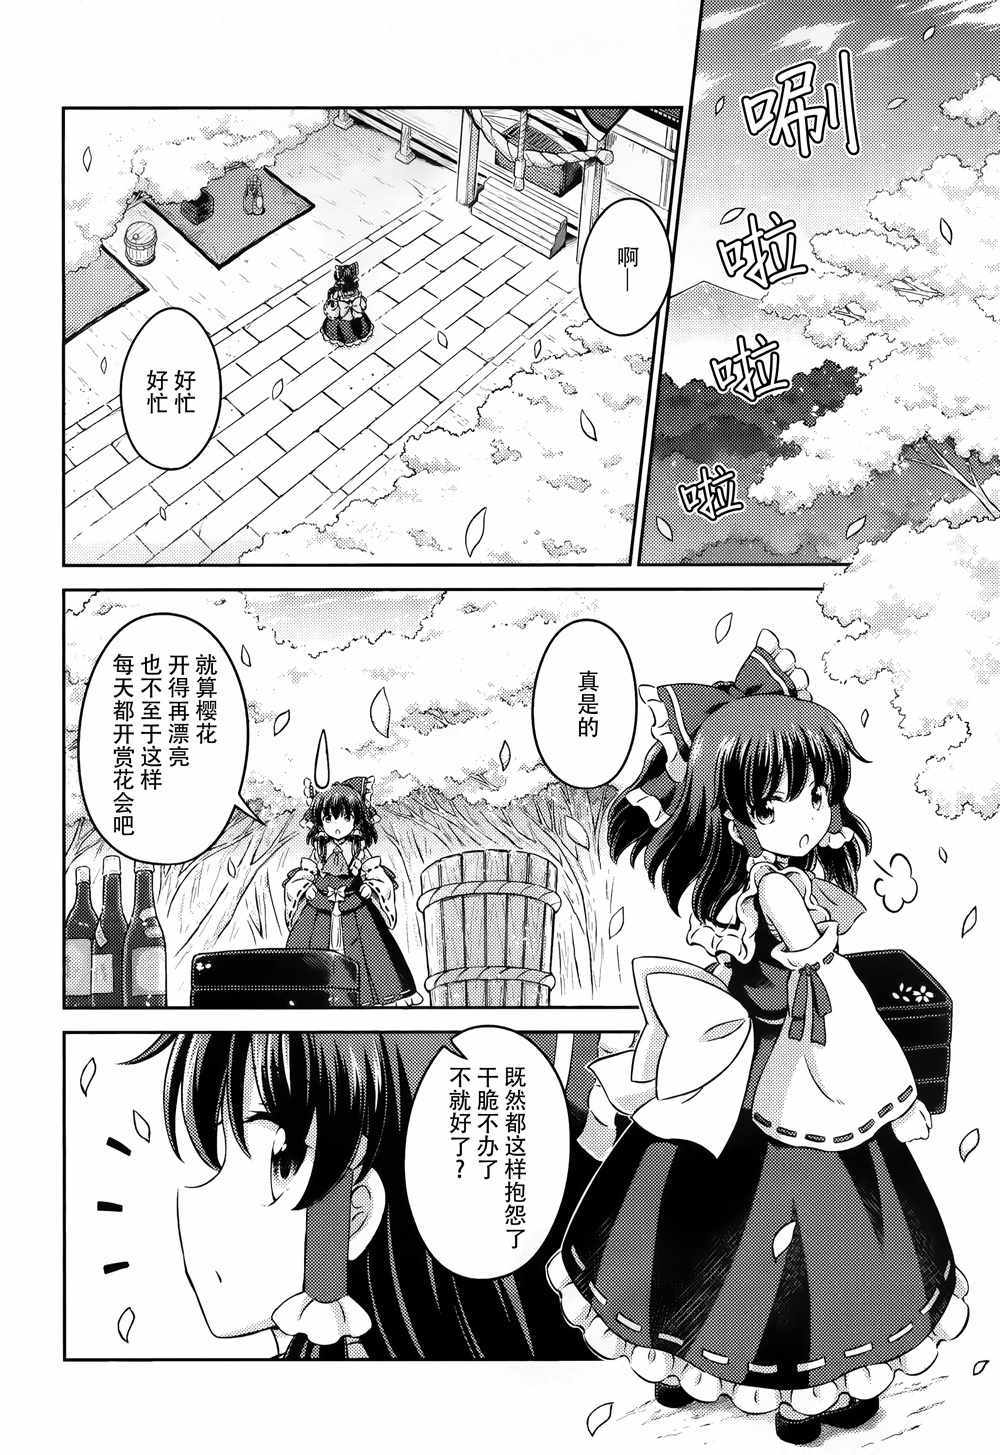 唰
啦
啦
啦
啊—
好忙
好忙
真是的
就算樱花
开得再漂亮
也不至于这样
每天都开赏花会吧
既然都这样抱怨了
干脆不办了
不就好了？